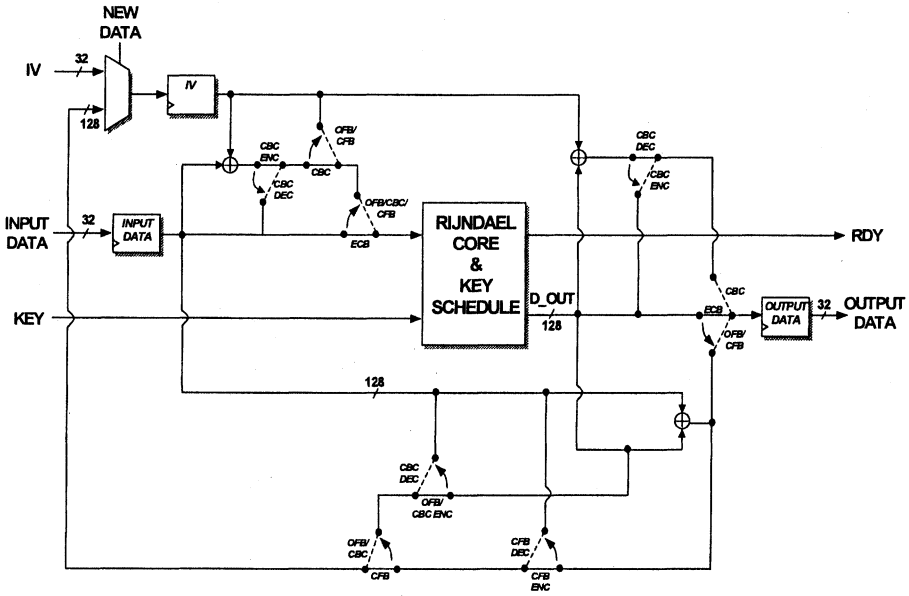 NEW
DATA
IV
32
128
IV
OFB/
CFB
CBC
ENC
CBC
DEC
CBC
OFB/CBC/
CFB
ECB
CBC
DEC
CBC
ENC
INPUT
DATA
32
INPUT
DATA
RIJNDAEL
CORE
&
KEY
SCHEDULE
RDY
D_OUT
128
KEY
CBC
ECB
OFB/
CFB
OUTPUT
DATA
32
OUTPUT
DATA
128
CBC
DEC
OFB/
CBC ENC
OFB/
CBC
CFB
CFB
DEC
CFB
ENC